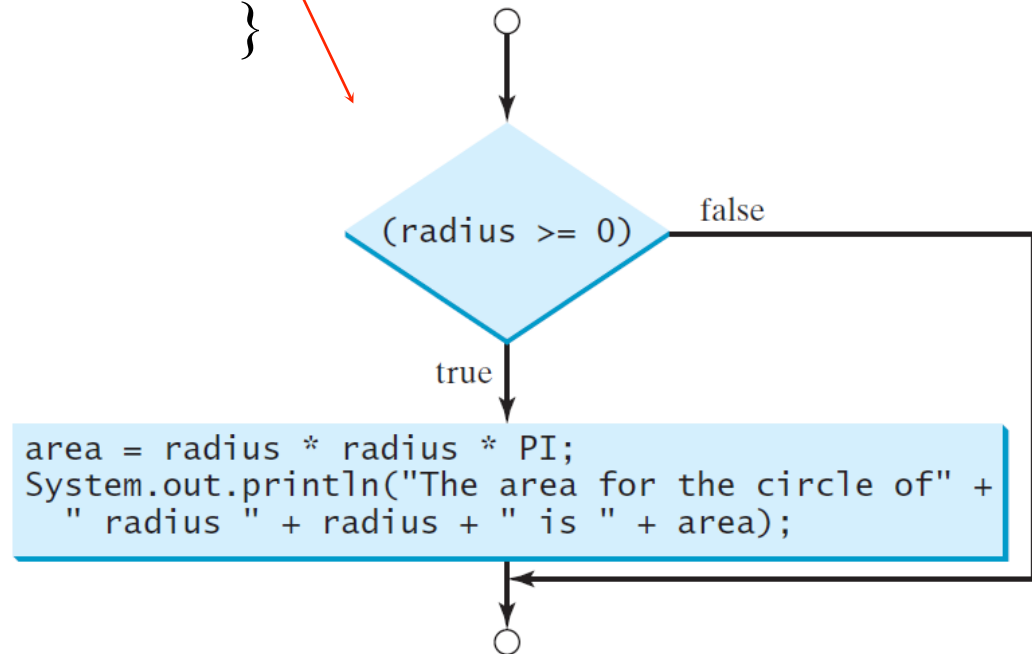 }
(radius >= 0)
false
true
area = radius * radius * PI;
System.out.println("The area for the circle of" +
  " radius " + radius + " is " + area);